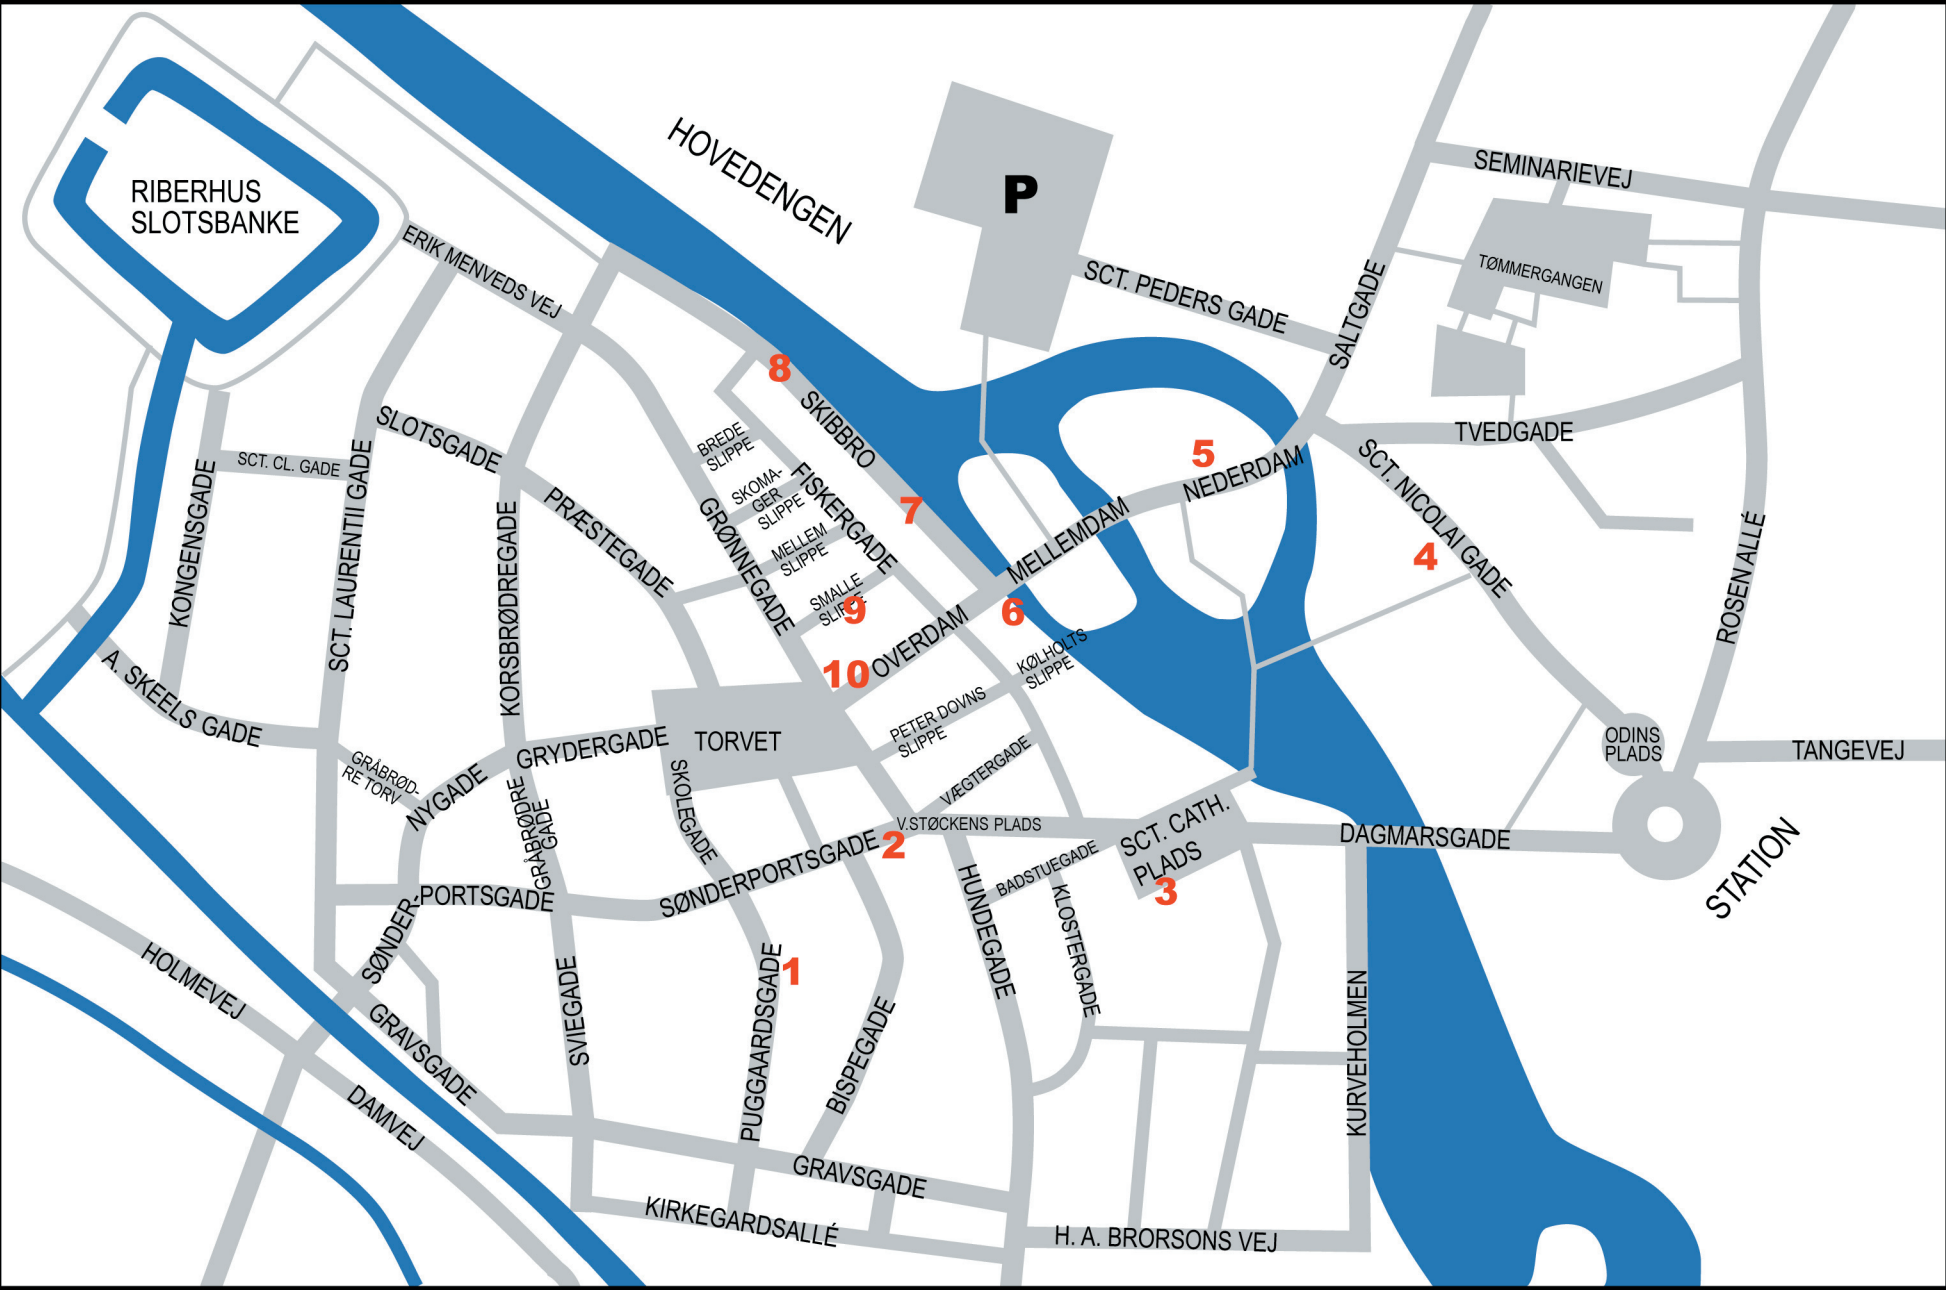 RIBERHUS
SLOTSBANKE
HOVEDENGEN
P
SEMINARIEVEJ
TØMMERGANGEN
SCT. PEDERS GADE
SALTGADE
ERIK MENVEDS VEJ
8
SKIBBRO
SLOTSGADE
SCT. CL. GADE
KONGENSGADE
SCT. LAURENTII GADE
KORSBRØDREGADE
PRÆSTEGADE
BREDE
SLIPPE
SKOMA-
GER
SLIPPE
MELLEM
SLIPPE
SMALLE
SLIPPE
9
FISKERGADE
GRØNNEGADE
7
5
NEDERDAM
MELLEMDAM
6
OVERDAM
10
TVEDGADE
SCT. NICOLAI GADE
4
ROSEN ALLÉ
KØLHOLTS
SLIPPE
PETER DOVNS
SLIPPE
VÆGTERGADE
A. SKEELS GADE
GRÅBRØD-
RE TORV
NYGADE
GRYDERGADE
TORVET
SKOLEGADE
GRÅBRØDRE
GADE
ODINS
PLADS
TANGEVEJ
V.STØCKENS PLADS
2
SØNDERPORTSGADE
SCT. CATH.
PLADS
3
DAGMARSGADE
STATION
BADSTUEGADE
KLOSTERGADE
HUNDEGADE
SØNDER-
PORTSGADE
HOLMEVEJ
GRAVSGADE
DAMVEJ
SVIEGADE
1
PUGGAARDSGADE
BISPEGADE
KURVEHOLMEN
GRAVSGADE
KIRKEGARDSALLÉ
H. A. BRORSONS VEJ